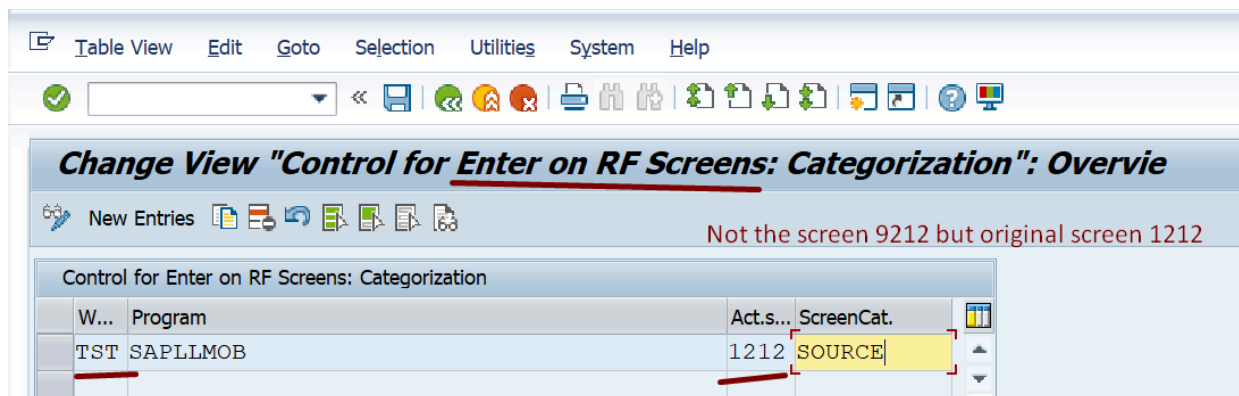 Table View Edit Goto Selection Utilities System Help
«
Change View "Control for Enter on RF Screens: Categorization": Overvie
New Entries
Not the screen 9212 but original screen 1212
Control for Enter on RF Screens: Categorization
W... Program Act.s... ScreenCat.
TST SAPLLMOB 1212 SOURCE